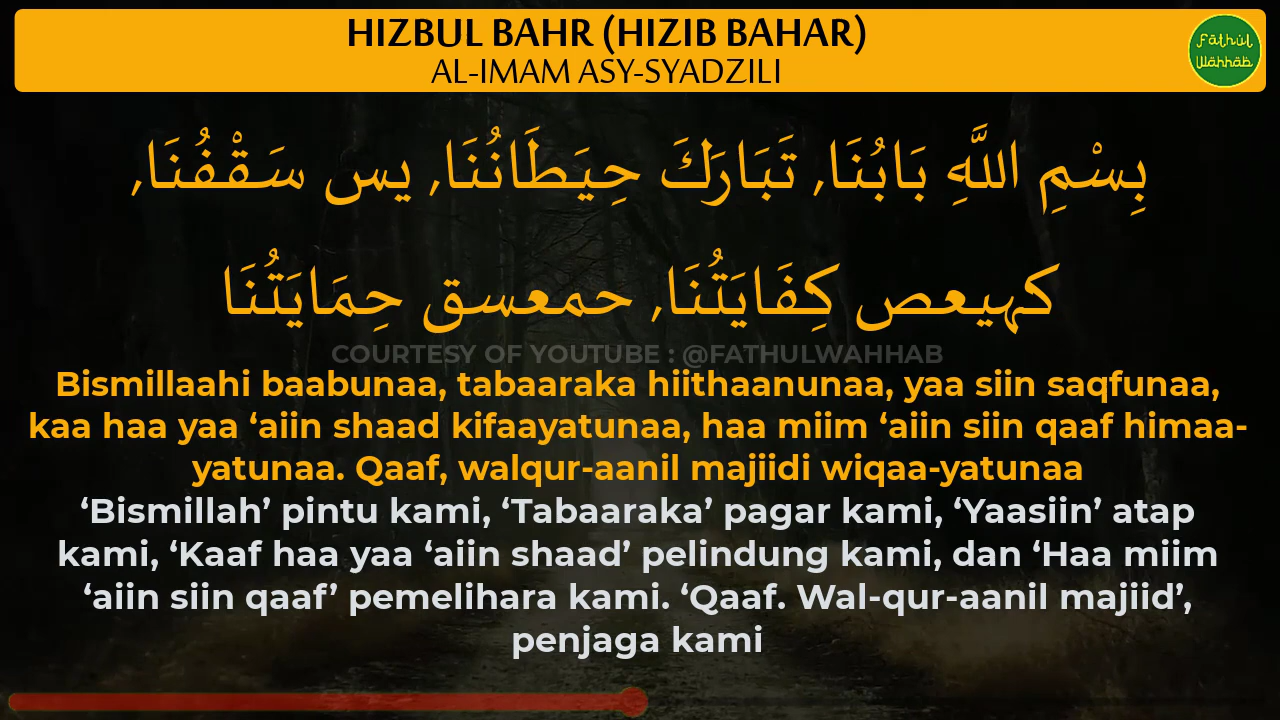 HIZBUL BAHR (HIZIB BAHAR)
AL-IMAM ASY-SYADZILI
Fāthul
Wāhhāb
بِسْمِ اللَّهِ بَابُنَا, تَبَارَكَ حِيَطَانُنَا, يس سَقْفُنَا,
كهيعص كِفَايَتُنَا, حمعسق حِمَايَتُنَا
COURTESY OF YOUTUBE : @FATHULWAHHAB
Bismillaahi baabunaa, tabaaraka hiithaanunaa, yaa siin saqfunaa,
kaa haa yaa ‘aiin shaad kifaayatunaa, haa miim ‘aiin siin qaaf himaa-
yatunaa. Qaaf, walqur-aanil majiidi wiqaa-yatunaa
‘Bismillah’ pintu kami, ‘Tabaaraka’ pagar kami, ‘Yaasiin’ atap
kami, ‘Kaaf haa yaa ‘aiin shaad’ pelindung kami, dan ‘Haa miim
‘aiin siin qaaf’ pemelihara kami. ‘Qaaf. Wal-qur-aanil majiid’,
penjaga kami